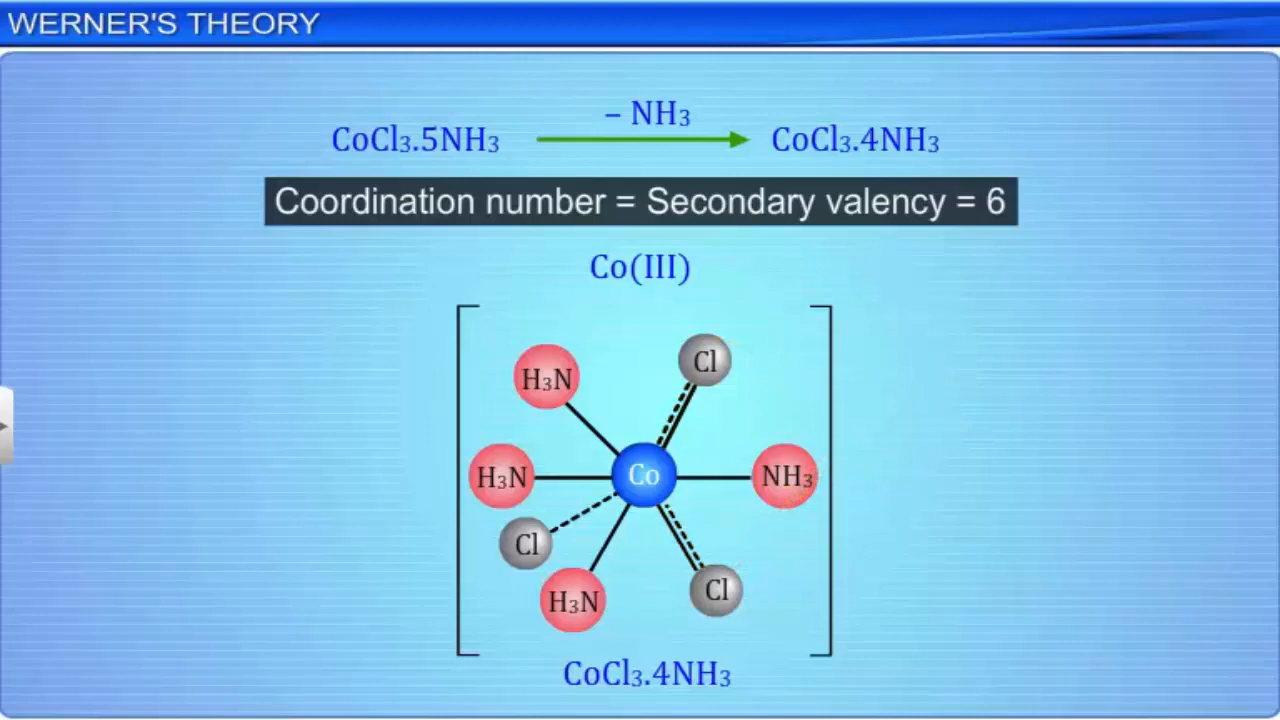 WERNER'S THEORY
– NH₃
CoCl₃.5NH₃ CoCl₃.4NH₃
Coordination number = Secondary valency = 6
Co(III)
Cl
H₃N
H₃N Co NH₃
Cl
Cl
H₃N
CoCl₃.4NH₃